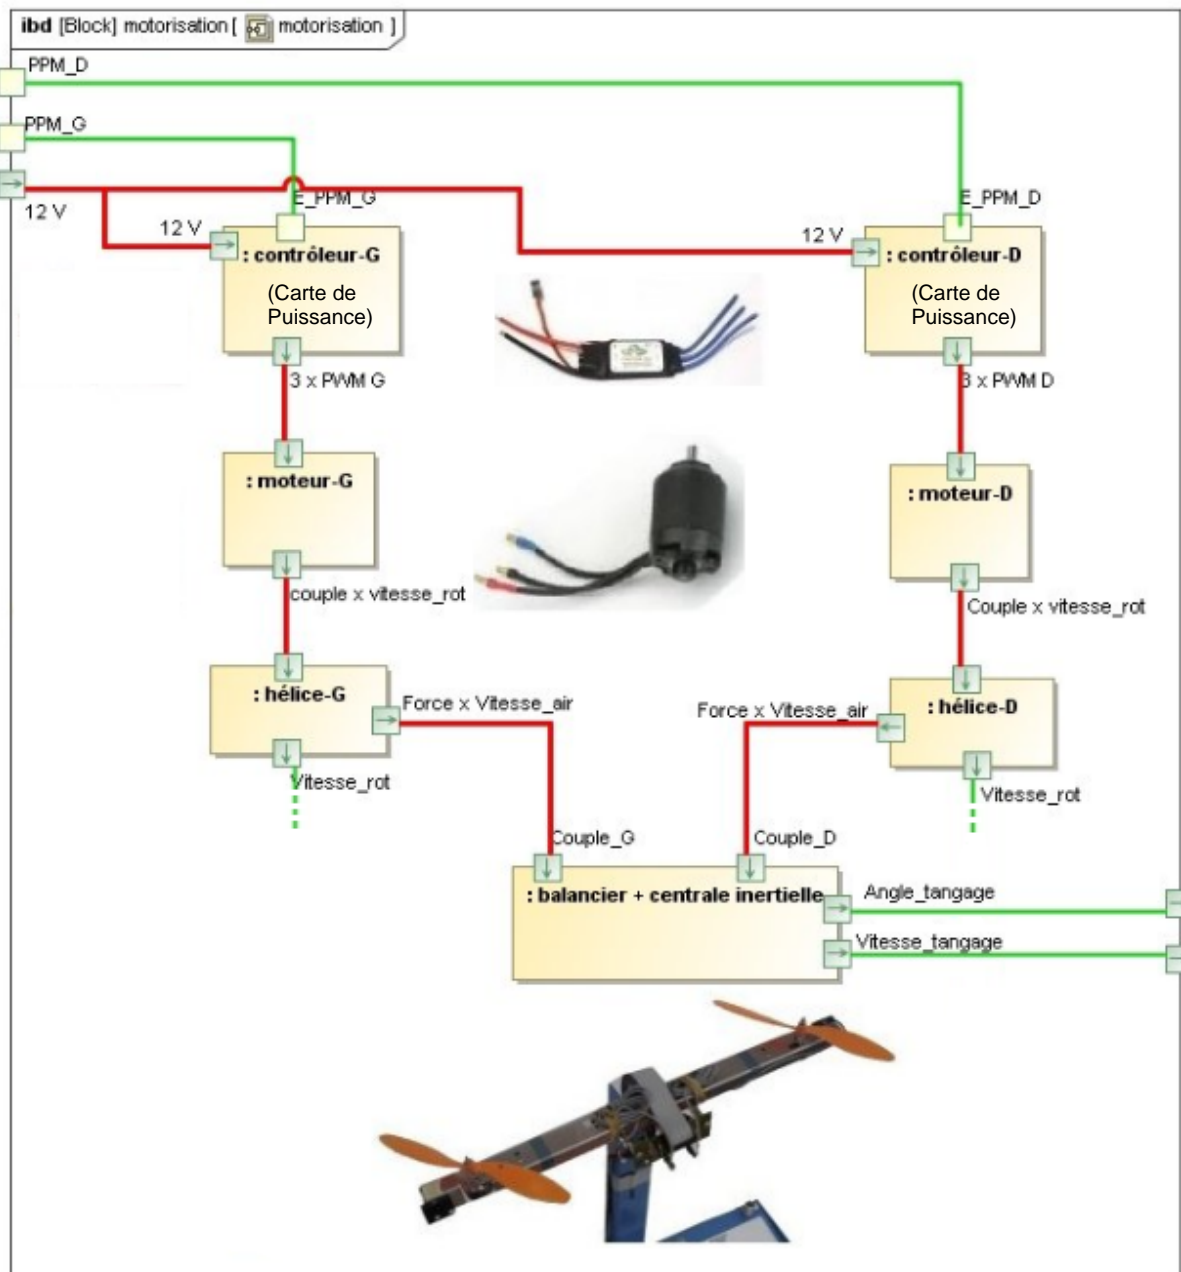 ibd [Block] motorisation [ motorisation ]
PPM_D
PPM_G
12 V
E_PPM_G
E_PPM_D
12 V
12 V
: contrôleur-G
(Carte de
Puissance)
: contrôleur-D
(Carte de
Puissance)
3 x PWM G
3 x PWM D
: moteur-G
: moteur-D
couple x vitesse_rot
Couple x vitesse_rot
: hélice-G
: hélice-D
Force x Vitesse_air
Force x Vitesse_air
Vitesse_rot
Vitesse_rot
Couple_G
Couple_D
: balancier + centrale inertielle
Angle_tangage
Vitesse_tangage